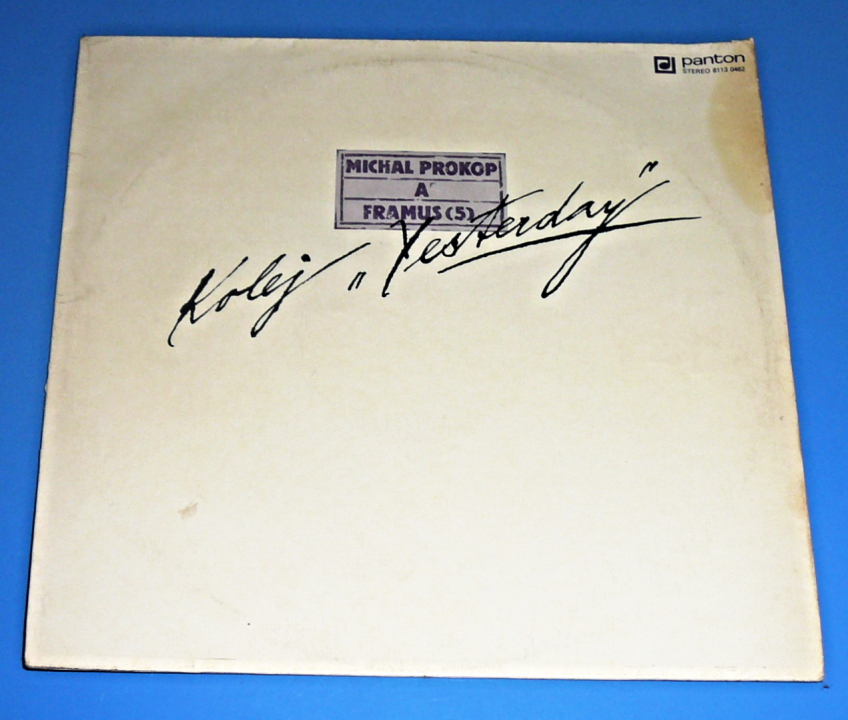 panton
STEREO 8113 0462
MICHAL PROKOP
A
FRAMUS (5)
Kolej „Yesterday"